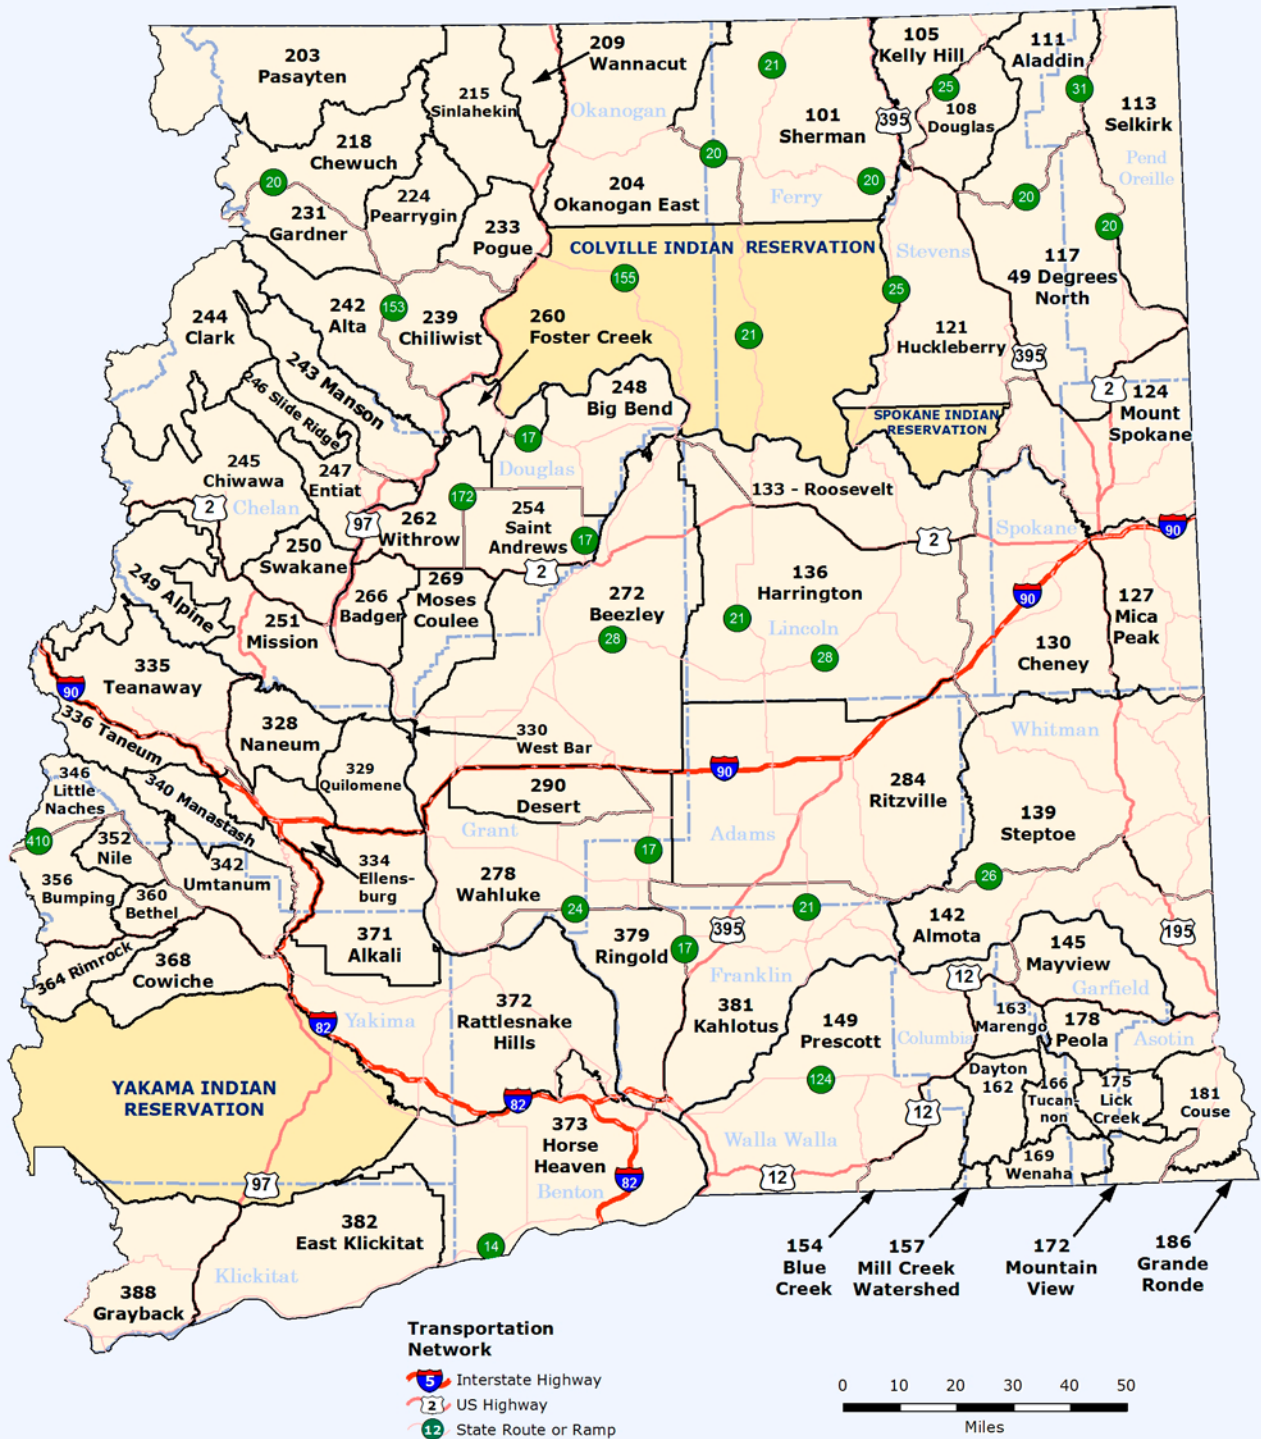 203
Pasayten
209
Wannacut
215
Sinlahekin
Okanogan
21
101
Sherman
105
Kelly Hill
25
395
108
Douglas
111
Aladdin
31
113
Selkirk
Pend
Oreille
218
Chewuch
20
224
Pearrygin
231
Gardner
233
Pogue
204
Okanogan East
20
Ferry
20
20
20
COLVILLE INDIAN RESERVATION
155
Stevens
25
117
49 Degrees
North
244
Clark
242
Alta
153
239
Chiliwist
260
Foster Creek
21
121
Huckleberry
395
243 Manson
246 Slide Ridge
248
Big Bend
17
SPOKANE INDIAN
RESERVATION
2
124
Mount
Spokane
245
Chiwawa
247
Entiat
Douglas
133 - Roosevelt
2
Chelan
97
172
262
Withrow
254
Saint
Andrews
17
2
Spokane
90
2
250
Swakane
249 Alpine
266
Badger
269
Moses
Coulee
272
Beezley
28
136
Harrington
21
Lincoln
28
90
127
Mica
Peak
251
Mission
130
Cheney
335
Teanaway
90
336 Taneum
328
Naneum
330
West Bar
Whitman
346
Little
Naches
340 Manastash
329
Quilomene
290
Desert
90
284
Ritzville
139
Steptoe
410
352
Nile
342
Umtanum
334
Ellens-
burg
Grant
17
Adams
356
Bumping
360
Bethel
278
Wahluke
24
26
21
371
Alkali
379
Ringold
17
395
142
Almota
195
364 Rimrock
368
Cowiche
145
Mayview
12
Franklin
Garfield
82
Yakima
372
Rattlesnake
Hills
381
Kahlotus
149
Prescott
Columbia
163
Marengo
178
Peola
Asotin
YAKAMA INDIAN
RESERVATION
82
124
12
Dayton
162
166
Tucan-
non
175
Lick
Creek
181
Couse
373
Horse
Heaven
Walla Walla
169
Wenaha
97
82
12
Benton
382
East Klickitat
14
154
Blue
Creek
157
Mill Creek
Watershed
172
Mountain
View
186
Grande
Ronde
Klickitat
388
Grayback
Transportation
Network
5 Interstate Highway
2 US Highway
12 State Route or Ramp
0 10 20 30 40 50
Miles